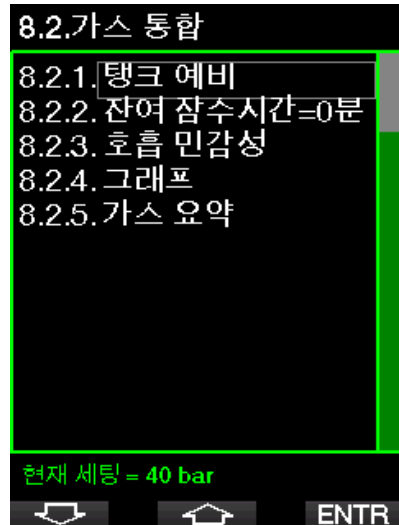 8.2.가스 통합
8.2.1. 탱크 예비
8.2.2. 잔여 잠수시간=0분
8.2.3. 호흡 민감성
8.2.4. 그래프
8.2.5. 가스 요약
현재 세팅 = 40 bar
ENTR